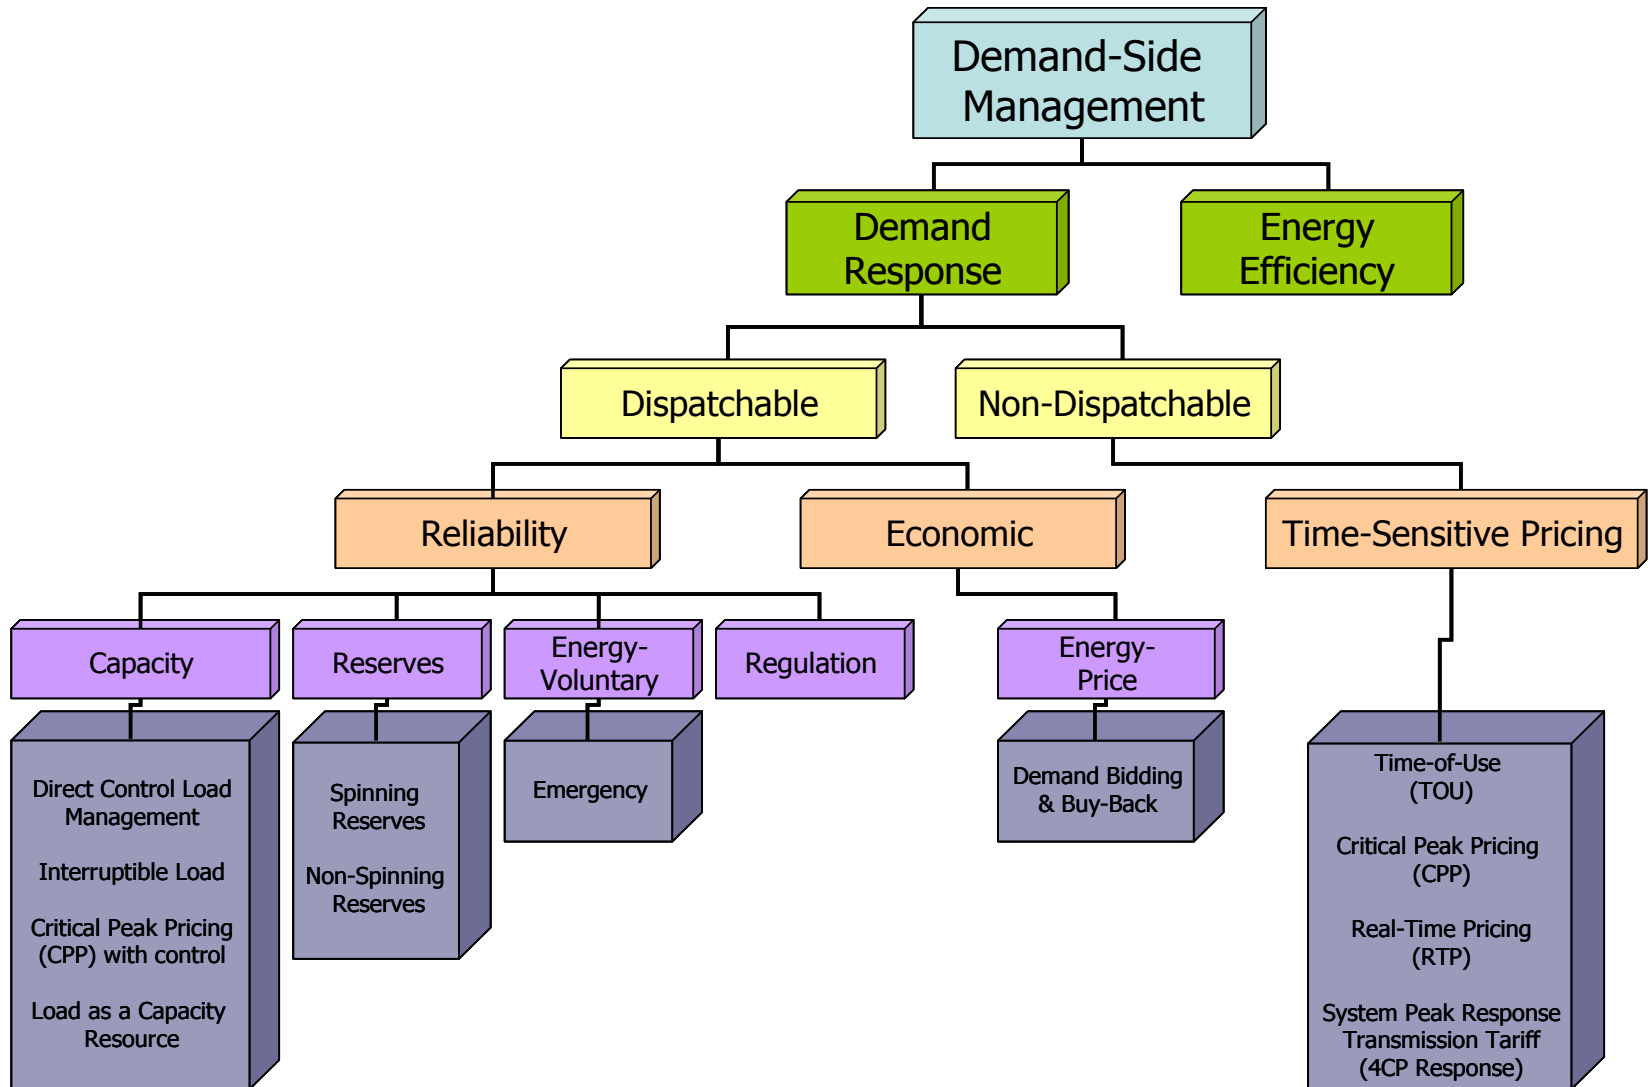 Demand-Side
Management
Demand
Response
Energy
Efficiency
Dispatchable
Non-Dispatchable
Reliability
Economic
Time-Sensitive Pricing
Capacity
Reserves
Energy-
Voluntary
Regulation
Energy-
Price
Direct Control Load
Management
Interruptible Load
Critical Peak Pricing
(CPP) with control
Load as a Capacity
Resource
Spinning
Reserves
Non-Spinning
Reserves
Emergency
Demand Bidding
& Buy-Back
Time-of-Use
(TOU)
Critical Peak Pricing
(CPP)
Real-Time Pricing
(RTP)
System Peak Response
Transmission Tariff
(4CP Response)